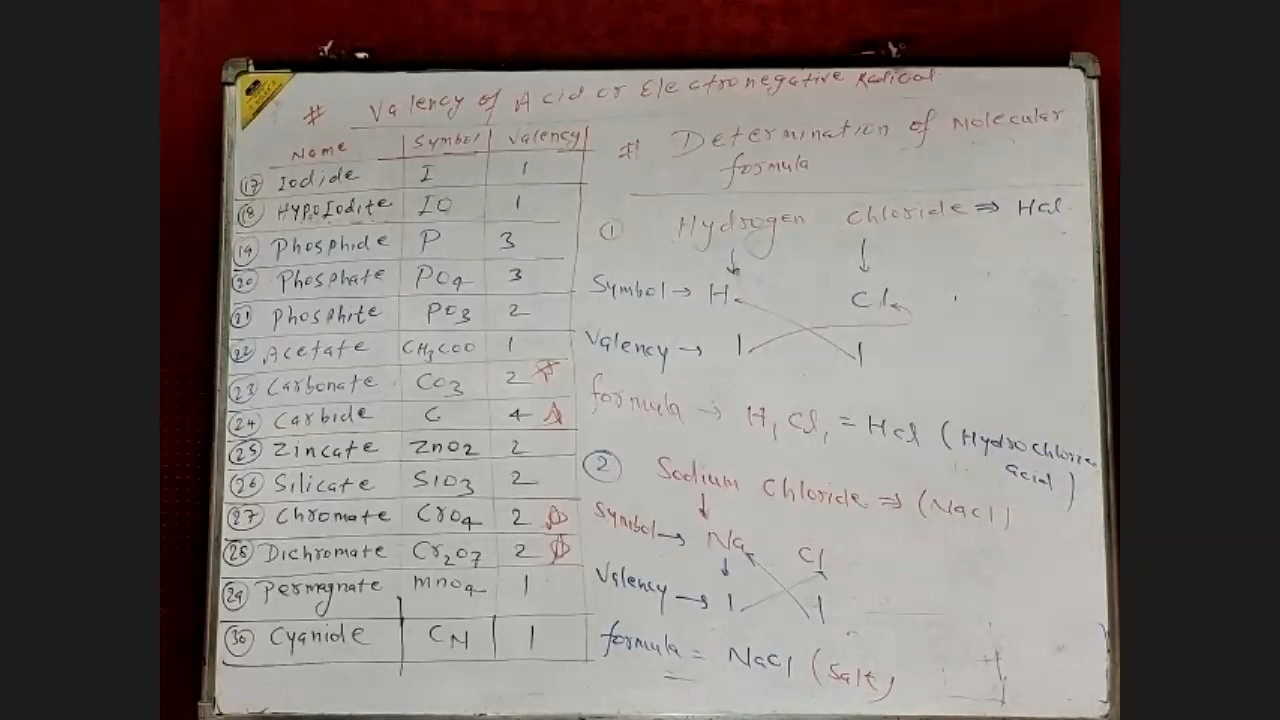 # Valency of Acid or Electronegative Radical
Name Symbol Valency
17 Iodide I 1
18 HypoIodite IO 1
19 Phosphide P 3
20 Phosphate PO4 3
21 Phosphite PO3 2
22 Acetate CH3COO 1
23 Carbonate CO3 2
24 Carbide C 4
25 Zincate ZnO2 2
26 Silicate SiO3 2
27 Chromate CrO4 2
28 Dichromate Cr2O7 2
29 Permagnate MnO4 1
30 Cyanide CN 1
# Determination of Molecular
formula
1 Hydrogen Chloride ⇒ HCl
Symbol → H Cl
Valency → 1 1
formula → H1 Cl1 = HCl (Hydrochloric
acid)
2 Sodium Chloride ⇒ (NaCl)
Symbol → Na Cl
Valency → 1 1
formula = NaCl (Salt)